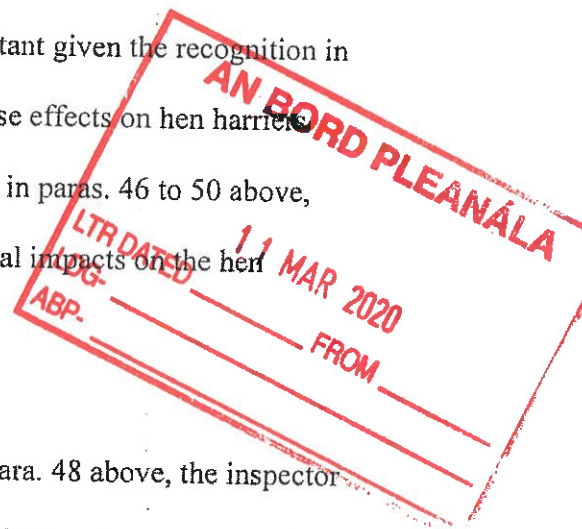 tant given the recognition in
se effects on hen harriers
in paras. 46 to 50 above,
al impacts on the hen
ara. 48 above, the inspector
AN BORD PLEANÁLA
LTR DATED FROM
11 MAR 2020
LDG-
ABP-